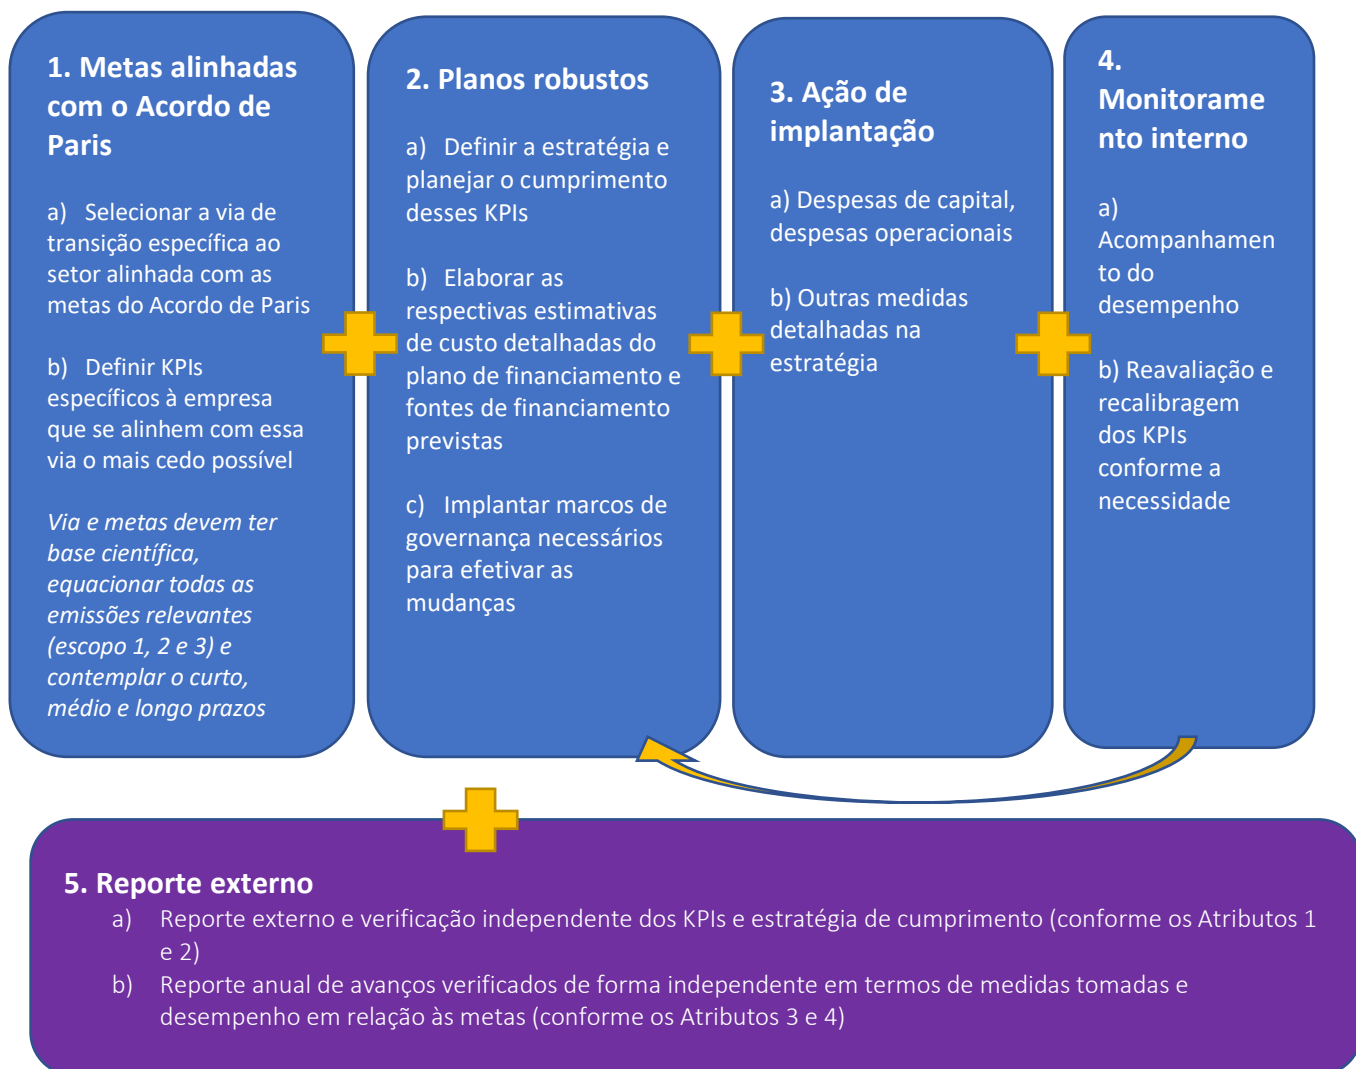 1. Metas alinhadas
com o Acordo de
Paris
a) Selecionar a via de
transição específica ao
setor alinhada com as
metas do Acordo de Paris
b) Definir KPIs
específicos à empresa
que se alinhem com essa
via o mais cedo possível
Via e metas devem ter
base científica,
equacionar todas as
emissões relevantes
(escopo 1, 2 e 3) e
contemplar o curto,
médio e longo prazos
2. Planos robustos
a) Definir a estratégia e
planejar o cumprimento
desses KPIs
b) Elaborar as
respectivas estimativas
de custo detalhadas do
plano de financiamento e
fontes de financiamento
previstas
c) Implantar marcos de
governança necessários
para efetivar as
mudanças
3. Ação de
implantação
a) Despesas de capital,
despesas operacionais
b) Outras medidas
detalhadas na
estratégia
4.
Monitorame
nto interno
a)
Acompanhamen
to do
desempenho
b) Reavaliação e
recalibragem
dos KPIs
conforme a
necessidade
5. Reporte externo
a) Reporte externo e verificação independente dos KPIs e estratégia de cumprimento (conforme os Atributos 1
e 2)
b) Reporte anual de avanços verificados de forma independente em termos de medidas tomadas e
desempenho em relação às metas (conforme os Atributos 3 e 4)